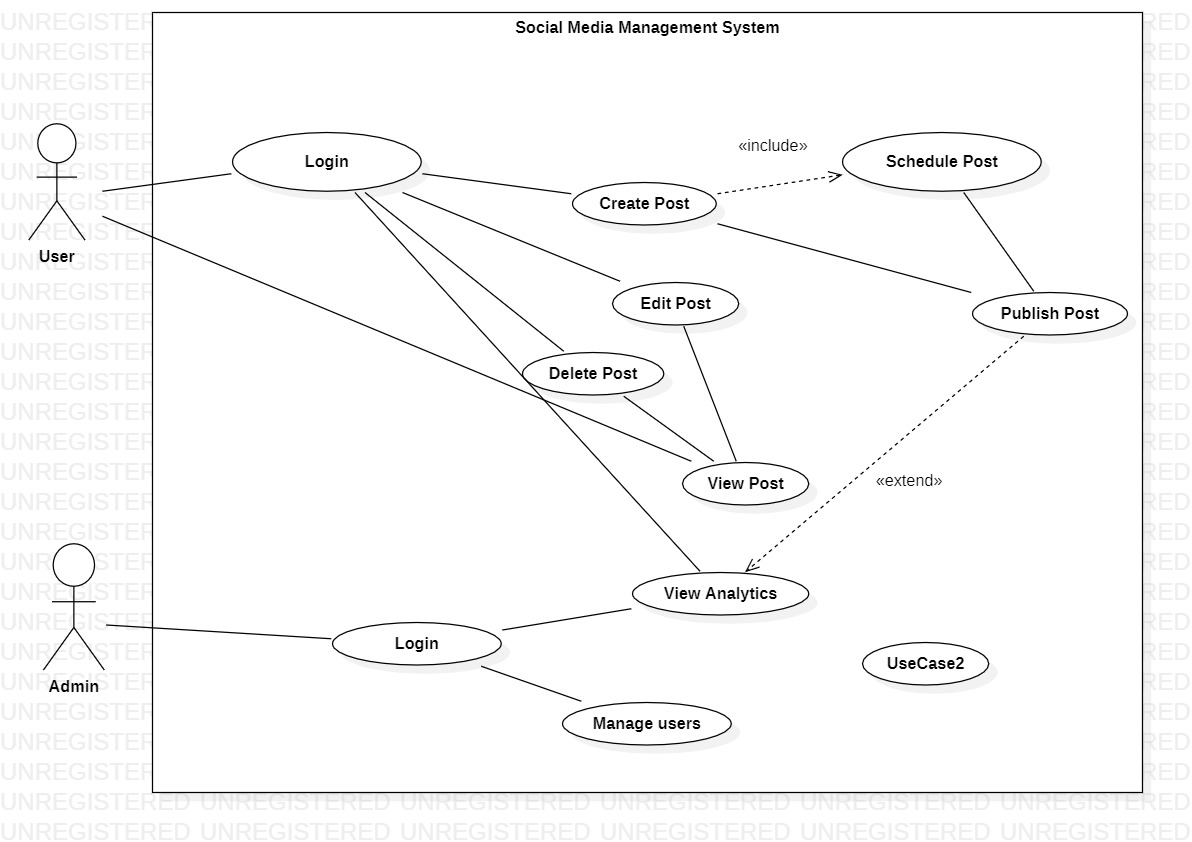 Social Media Management System
«include»
Login
Schedule Post
Create Post
User
Edit Post
Publish Post
Delete Post
View Post
«extend»
View Analytics
Login
UseCase2
Admin
Manage users
UNREGISTERED UNREGISTERED UNREGISTERED UNREGISTERED UNREGISTERED UNREGISTERED
UNREGISTERED UNREGISTERED UNREGISTERED UNREGISTERED UNREGISTERED UNREGISTERED